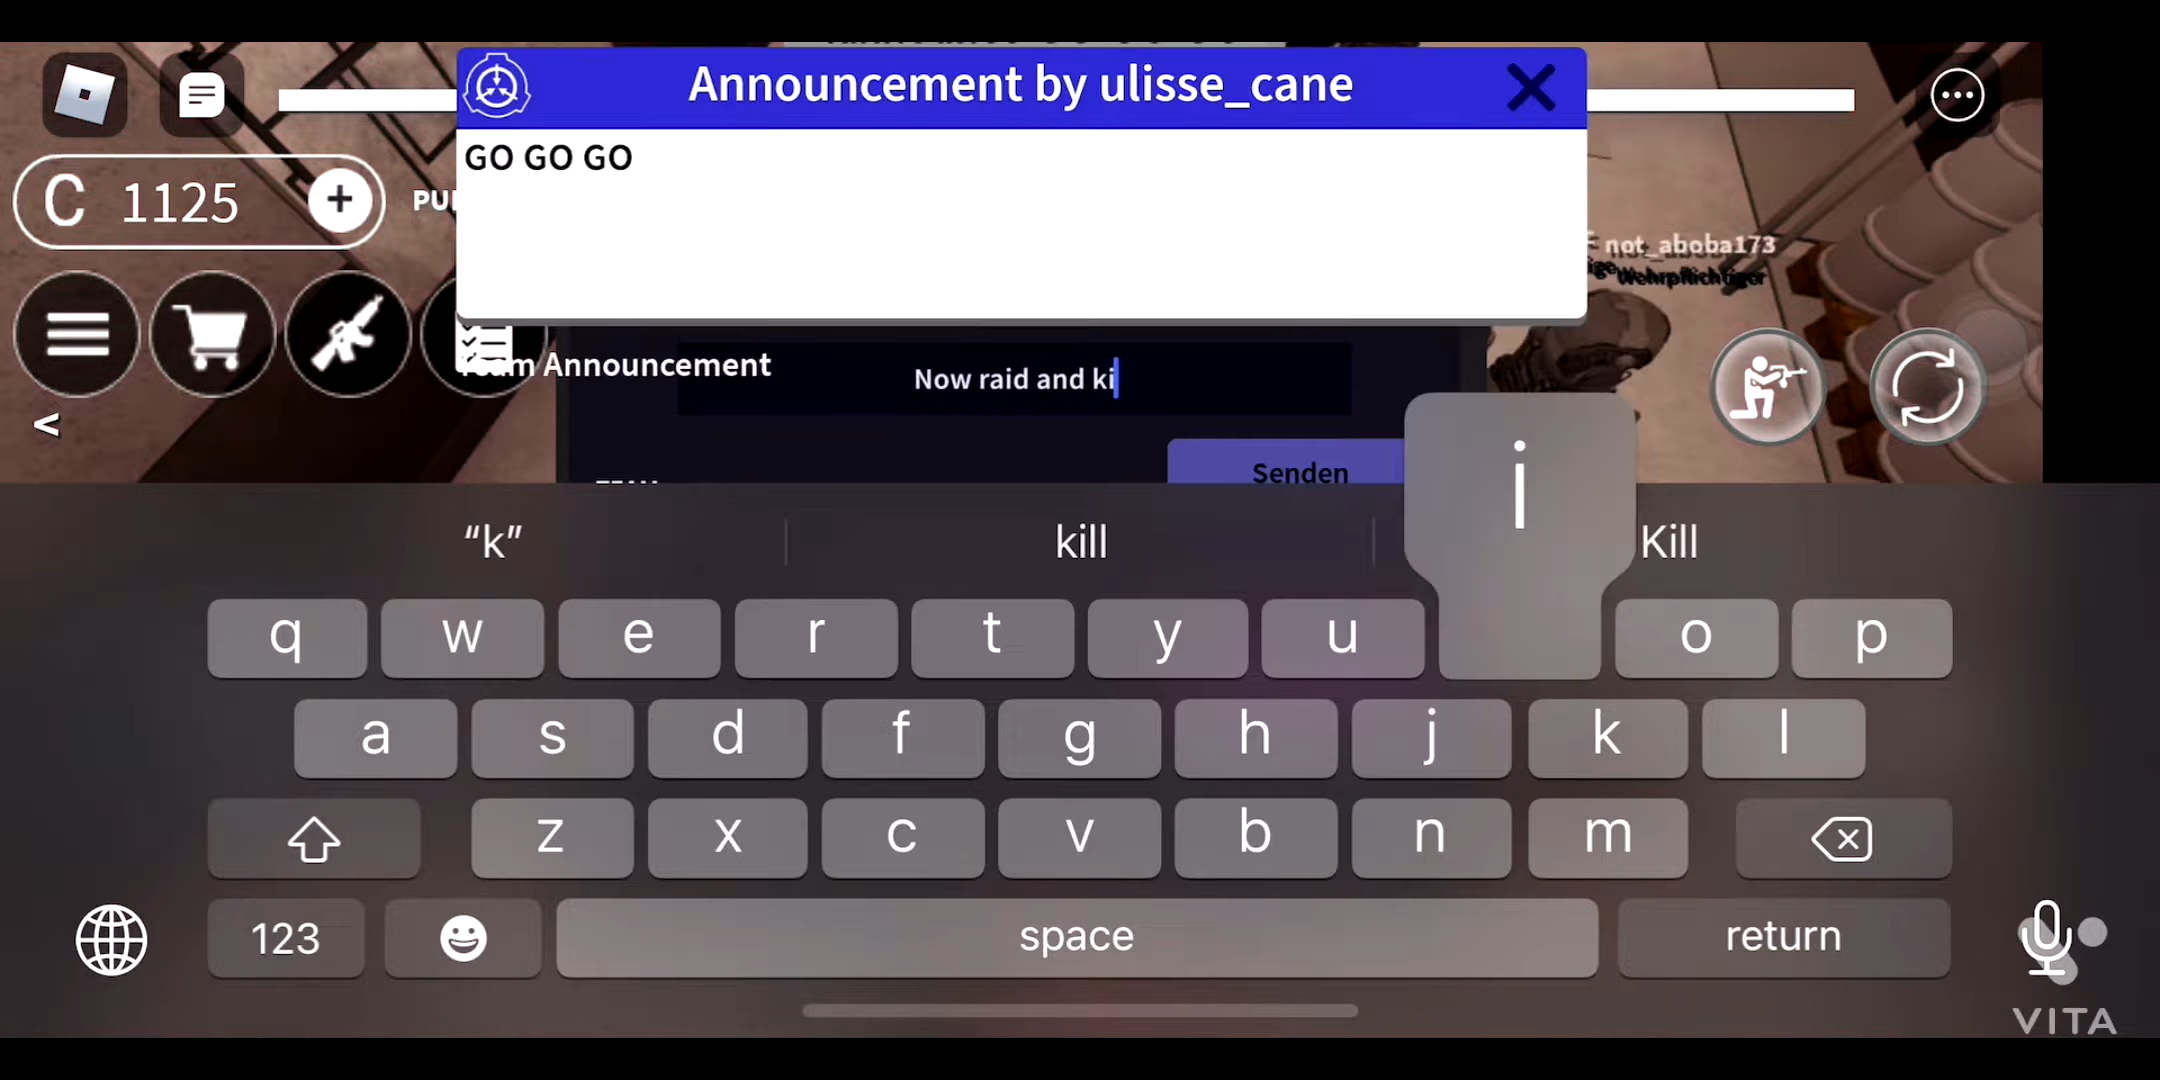 Announcement by ulisse_cane
GO GO GO
C 1125 +
not_aboba173
Wehrpflichtiger
Team Announcement
Now raid and ki
<
Senden
i
“k” kill Kill
q w e r t y u o p
a s d f g h j k l
z x c v b n m
123 space return
VITA